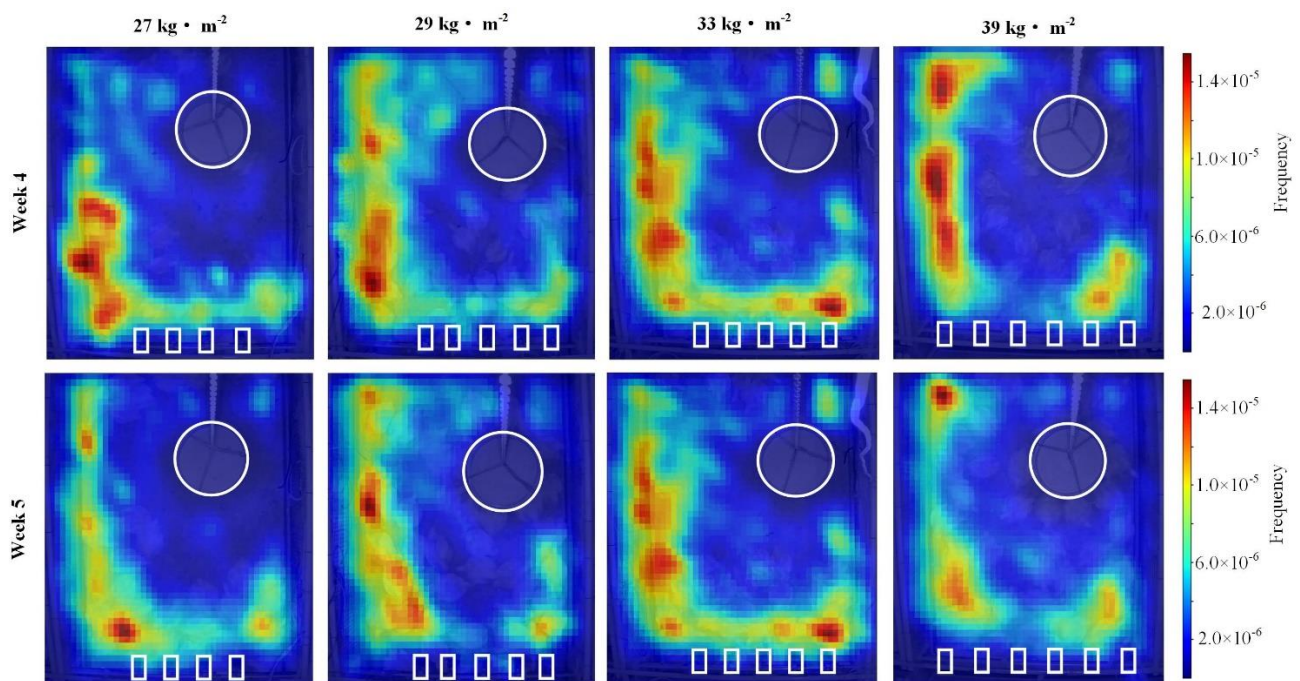 27 kg · m-2
29 kg · m-2
33 kg · m-2
39 kg · m-2
Week 4
1.4×10-5
1.0×10-5
6.0×10-6
2.0×10-6
Frequency
Week 5
1.4×10-5
1.0×10-5
6.0×10-6
2.0×10-6
Frequency